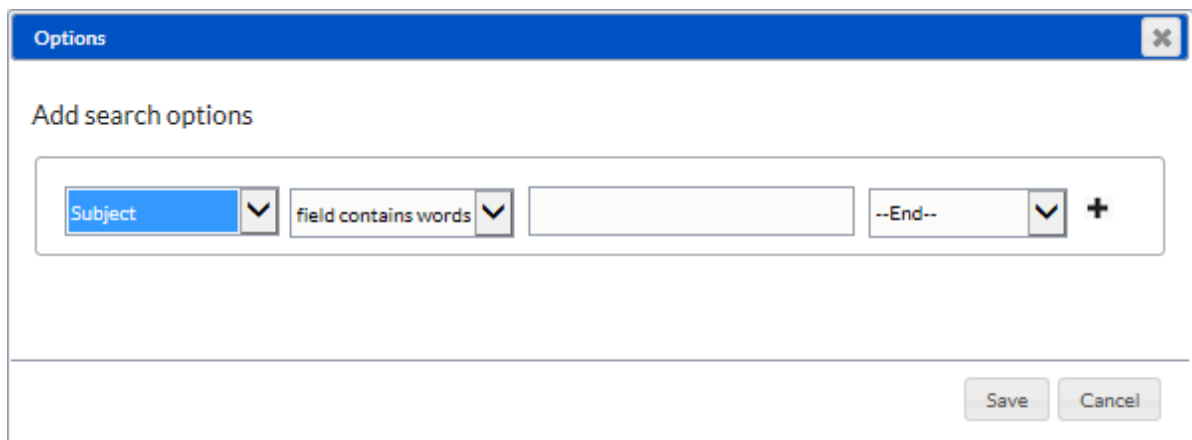 Options
Add search options
Subject field contains words --End--
Save Cancel